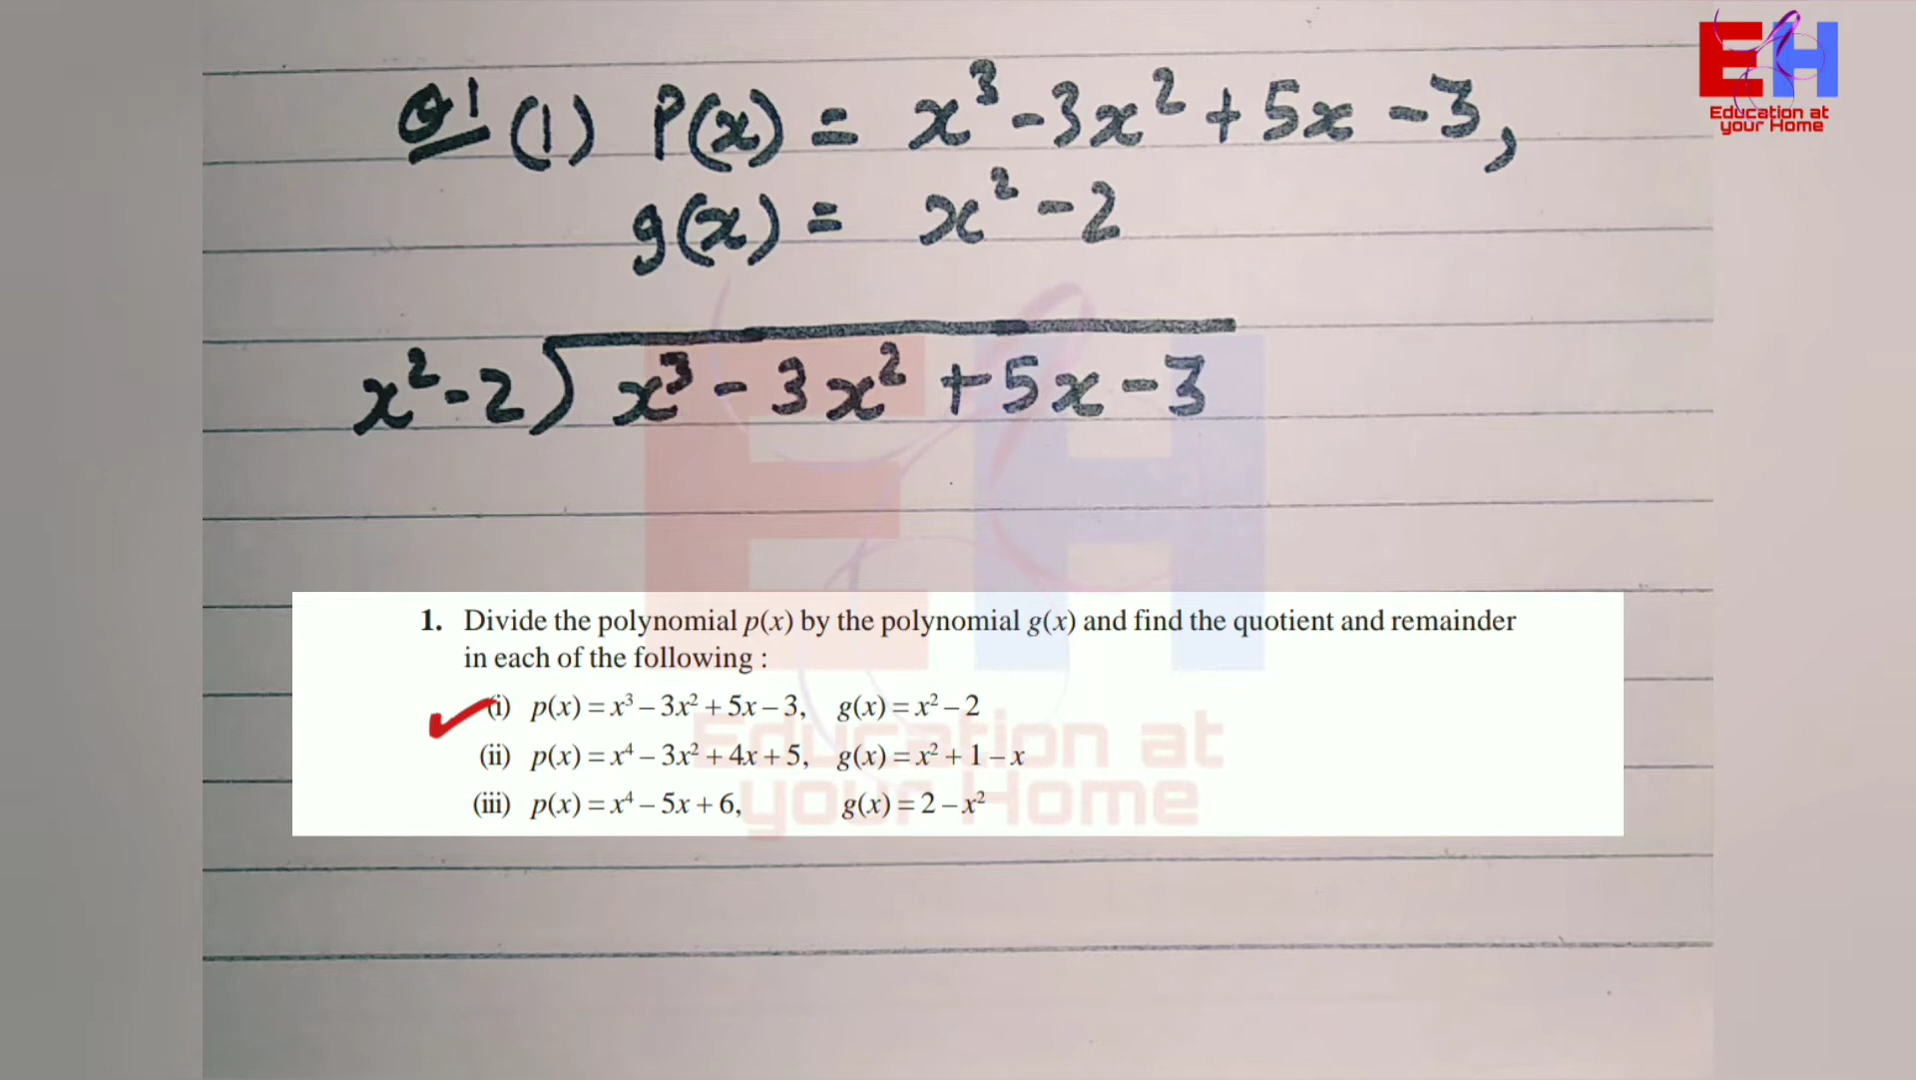 EH
Education at
your Home
Q1 (1) P(x) = x³ - 3x² + 5x - 3,
g(x) = x² - 2
x² - 2) x³ - 3x² + 5x - 3
1. Divide the polynomial p(x) by the polynomial g(x) and find the quotient and remainder
in each of the following :
(i) p(x) = x³ – 3x² + 5x – 3, g(x) = x² – 2
(ii) p(x) = x⁴ – 3x² + 4x + 5, g(x) = x² + 1 – x
(iii) p(x) = x⁴ – 5x + 6, g(x) = 2 – x²
EH
Education at
your Home